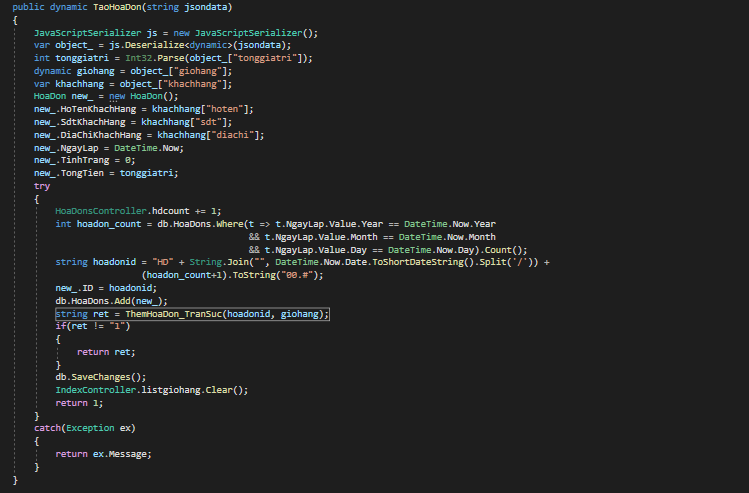 public dynamic TaoHoaDon(string jsondata)
{
JavaScriptSerializer js = new JavaScriptSerializer();
var object_ = js.Deserialize<dynamic>(jsondata);
int tonggiatri = Int32.Parse(object_["tonggiatri"]);
dynamic giohang = object_["giohang"];
var khachhang = object_["khachhang"];
HoaDon new_ = new HoaDon();
new_.HoTenKhachHang = khachhang["hoten"];
new_.SdtKhachHang = khachhang["sdt"];
new_.DiaChiKhachHang = khachhang["diachi"];
new_.NgayLap = DateTime.Now;
new_.TinhTrang = 0;
new_.TongTien = tonggiatri;
try
{
HoaDonsController.hdcount += 1;
int hoadon_count = db.HoaDons.Where(t => t.NgayLap.Value.Year == DateTime.Now.Year
&& t.NgayLap.Value.Month == DateTime.Now.Month
&& t.NgayLap.Value.Day == DateTime.Now.Day).Count();
string hoadonid = "HD" + String.Join("", DateTime.Now.Date.ToShortDateString().Split('/')) +
(hoadon_count+1).ToString("00.#");
new_.ID = hoadonid;
db.HoaDons.Add(new_);
string ret = ThemHoaDon_TranSuc(hoadonid, giohang);
if(ret != "1")
{
return ret;
}
db.SaveChanges();
IndexController.listgiohang.Clear();
return 1;
}
catch(Exception ex)
{
return ex.Message;
}
}